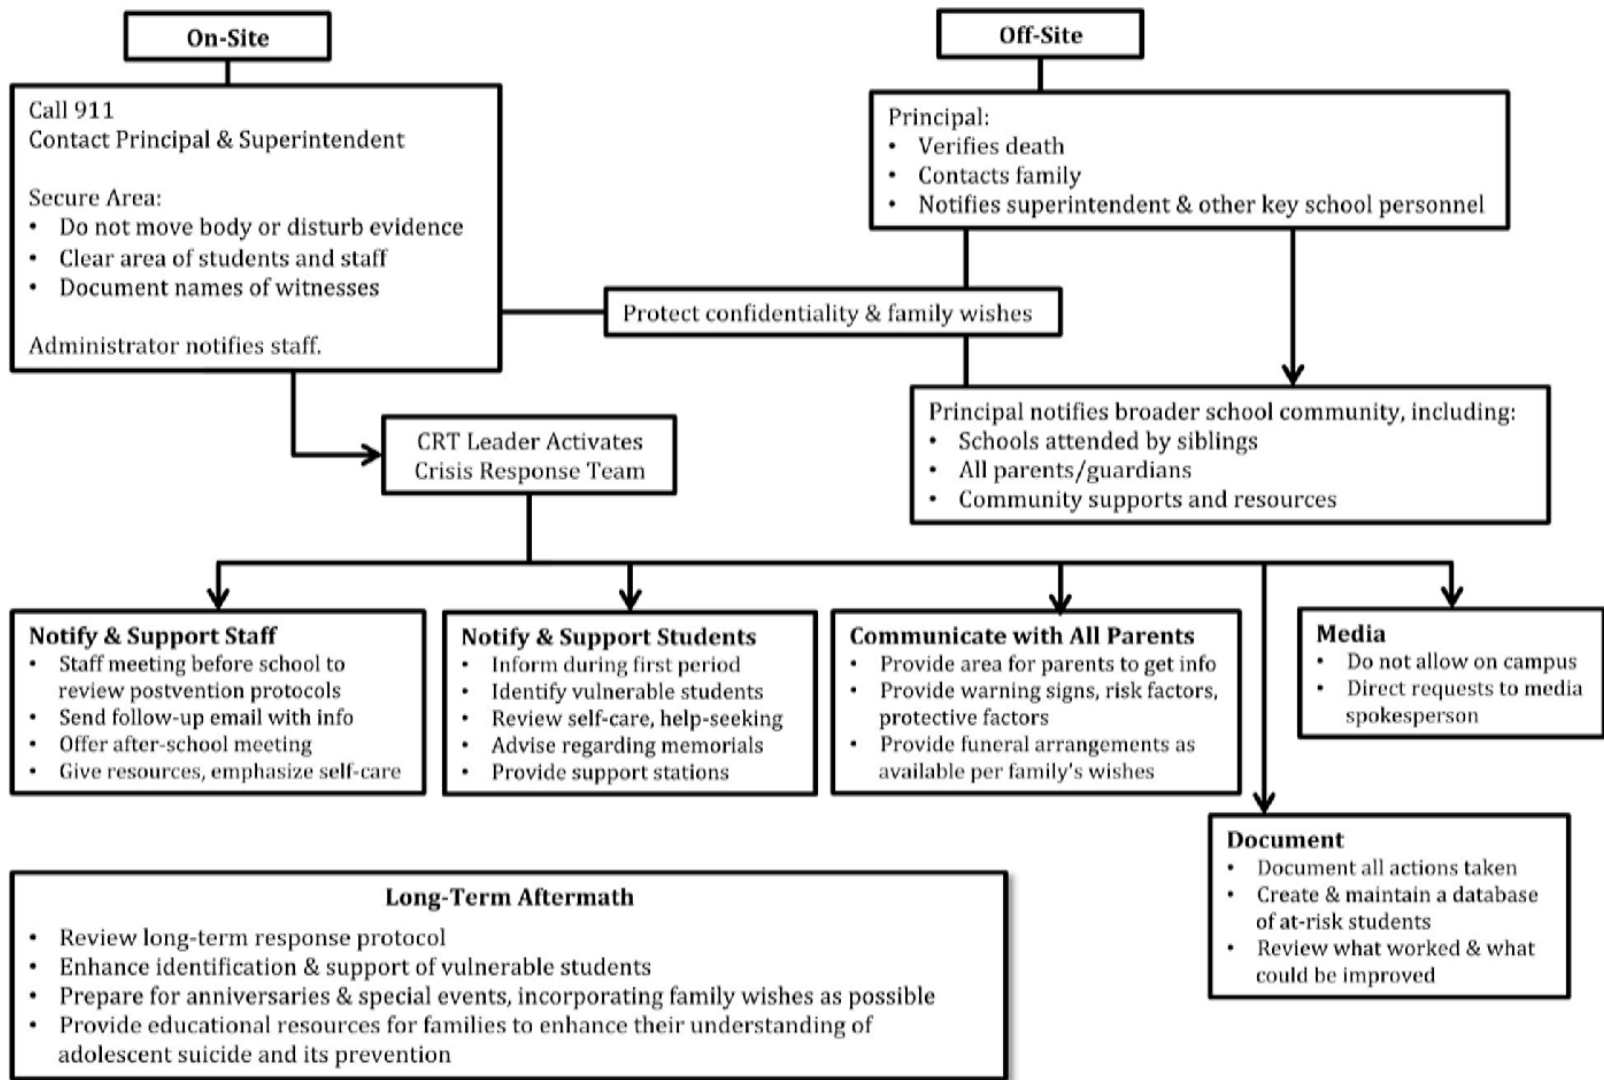 On-Site
Off-Site
Call 911
Contact Principal & Superintendent
Secure Area:
• Do not move body or disturb evidence
• Clear area of students and staff
• Document names of witnesses
Administrator notifies staff.
Principal:
• Verifies death
• Contacts family
• Notifies superintendent & other key school personnel
Protect confidentiality & family wishes
CRT Leader Activates
Crisis Response Team
Principal notifies broader school community, including:
• Schools attended by siblings
• All parents/guardians
• Community supports and resources
Notify & Support Staff
• Staff meeting before school to
review postvention protocols
• Send follow-up email with info
• Offer after-school meeting
• Give resources, emphasize self-care
Notify & Support Students
• Inform during first period
• Identify vulnerable students
• Review self-care, help-seeking
• Advise regarding memorials
• Provide support stations
Communicate with All Parents
• Provide area for parents to get info
• Provide warning signs, risk factors,
protective factors
• Provide funeral arrangements as
available per family's wishes
Media
• Do not allow on campus
• Direct requests to media
spokesperson
Document
• Document all actions taken
• Create & maintain a database
of at-risk students
• Review what worked & what
could be improved
Long-Term Aftermath
• Review long-term response protocol
• Enhance identification & support of vulnerable students
• Prepare for anniversaries & special events, incorporating family wishes as possible
• Provide educational resources for families to enhance their understanding of
adolescent suicide and its prevention